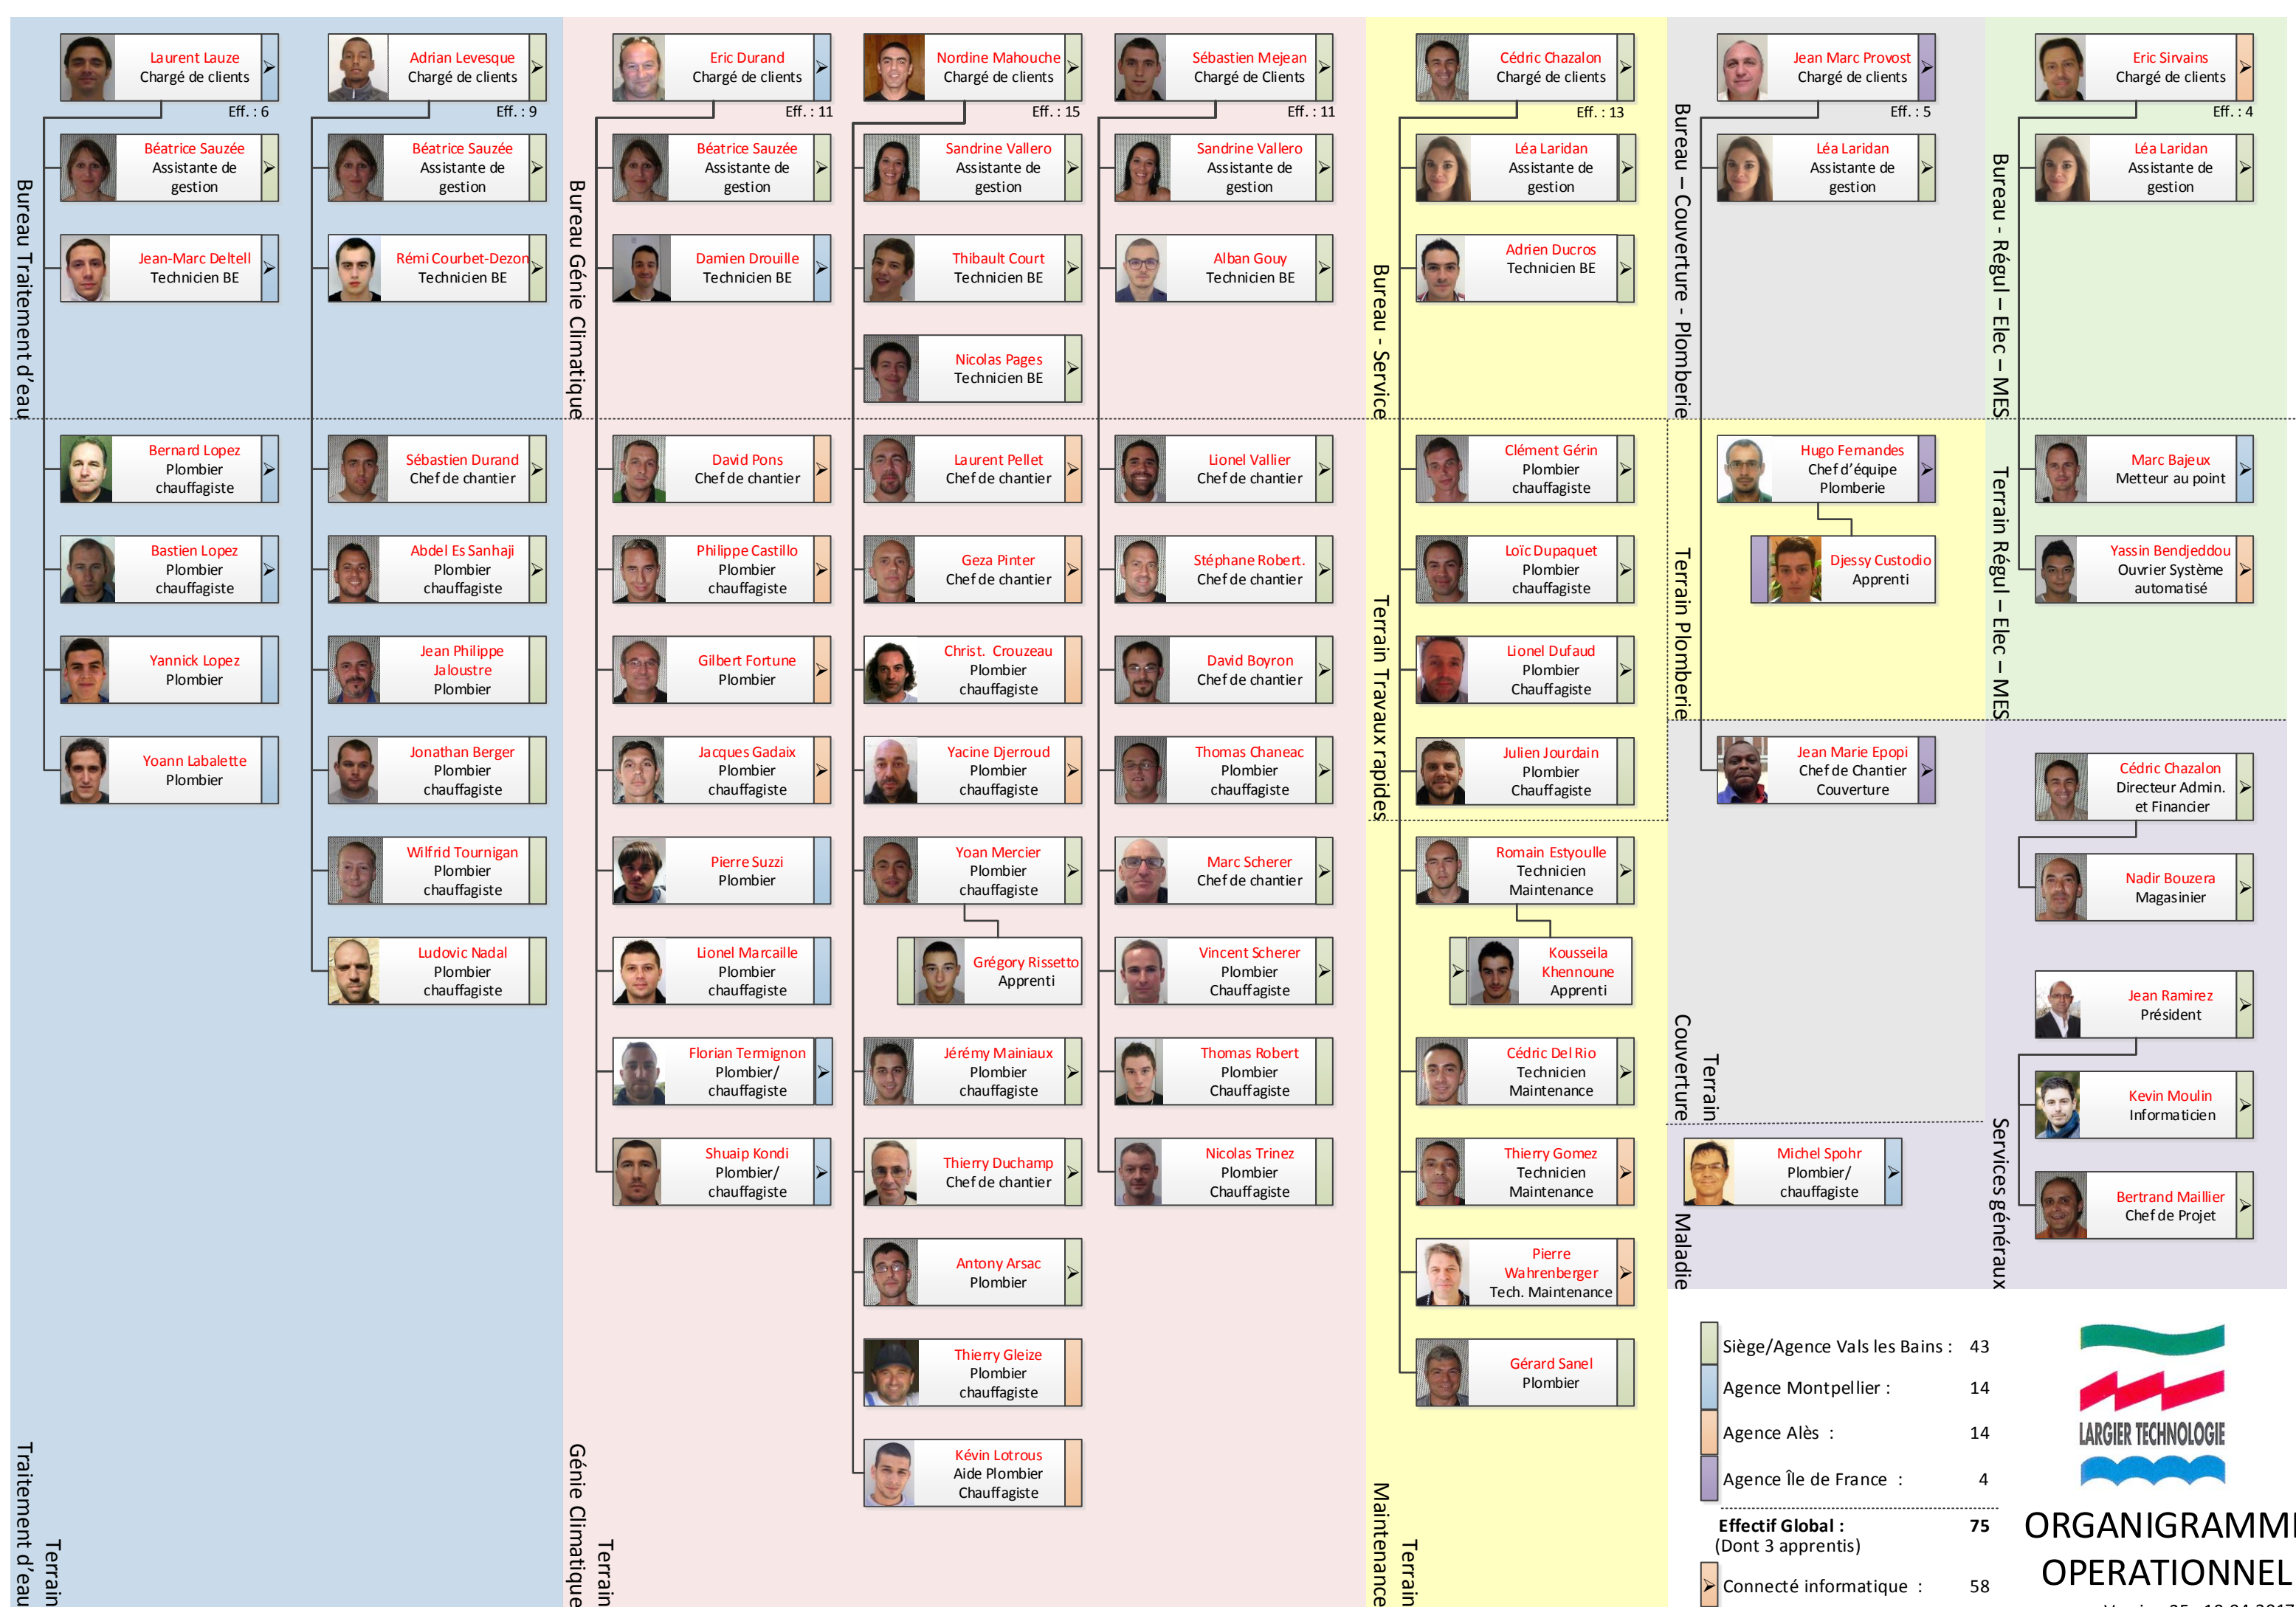 Bureau Traitement d'eau
Laurent Lauze
Chargé de clients
Eff. : 6
Béatrice Sauzée
Assistante de
gestion
Jean-Marc Deltell
Technicien BE
Bernard Lopez
Plombier
chauffagiste
Bastien Lopez
Plombier
chauffagiste
Yannick Lopez
Plombier
Yoann Labalette
Plombier
Terrain
Traitement d'eau
Adrian Levesque
Chargé de clients
Eff. : 9
Béatrice Sauzée
Assistante de
gestion
Rémi Courbet-Dezon
Technicien BE
Sébastien Durand
Chef de chantier
Abdel Es Sanhaji
Plombier
chauffagiste
Jean Philippe
Jaloustre
Plombier
Jonathan Berger
Plombier
chauffagiste
Wilfrid Tournigan
Plombier
chauffagiste
Ludovic Nadal
Plombier
chauffagiste
Bureau Génie Climatique
Eric Durand
Chargé de clients
Eff. : 11
Béatrice Sauzée
Assistante de
gestion
Damien Drouille
Technicien BE
David Pons
Chef de chantier
Philippe Castillo
Plombier
chauffagiste
Gilbert Fortune
Plombier
Jacques Gadaix
Plombier
chauffagiste
Pierre Suzzi
Plombier
Lionel Marcaille
Plombier
chauffagiste
Florian Termignon
Plombier/
chauffagiste
Shuaip Kondi
Plombier/
chauffagiste
Terrain
Génie Climatique
Nordine Mahouche
Chargé de clients
Eff. : 15
Sandrine Vallero
Assistante de
gestion
Thibault Court
Technicien BE
Nicolas Pages
Technicien BE
Laurent Pellet
Chef de chantier
Geza Pinter
Chef de chantier
Christ. Crouzeau
Plombier
chauffagiste
Yacine Djerroud
Plombier
chauffagiste
Yoan Mercier
Plombier
chauffagiste
Grégory Rissetto
Apprenti
Jérémy Mainiaux
Plombier
chauffagiste
Thierry Duchamp
Chef de chantier
Antony Arsac
Plombier
Thierry Gleize
Plombier
chauffagiste
Kévin Lotrous
Aide Plombier
Chauffagiste
Sébastien Mejean
Chargé de Clients
Eff. : 11
Sandrine Vallero
Assistante de
gestion
Alban Gouy
Technicien BE
Lionel Vallier
Chef de chantier
Stéphane Robert.
Chef de chantier
David Boyron
Chef de chantier
Thomas Chaneac
Plombier
chauffagiste
Marc Scherer
Chef de chantier
Vincent Scherer
Plombier
Chauffagiste
Thomas Robert
Plombier
Chauffagiste
Nicolas Trinez
Plombier
Chauffagiste
Bureau - Service
Cédric Chazalon
Chargé de clients
Eff. : 13
Léa Laridan
Assistante de
gestion
Adrien Ducros
Technicien BE
Terrain Travaux rapides
Clément Gérin
Plombier
chauffagiste
Loïc Dupaquet
Plombier
chauffagiste
Lionel Dufaud
Plombier
Chauffagiste
Julien Jourdain
Plombier
Chauffagiste
Romain Estyoulle
Technicien
Maintenance
Kousseila
Khennoune
Apprenti
Cédric Del Rio
Technicien
Maintenance
Thierry Gomez
Technicien
Maintenance
Pierre
Wahrenberger
Tech. Maintenance
Gérard Sanel
Plombier
Terrain
Maintenance
Bureau – Couverture - Plomberie
Jean Marc Provost
Chargé de clients
Eff. : 5
Léa Laridan
Assistante de
gestion
Terrain Plomberie
Hugo Fernandes
Chef d'équipe
Plomberie
Djessy Custodio
Apprenti
Jean Marie Epopi
Chef de Chantier
Couverture
Terrain
Couverture
Michel Spohr
Plombier/
chauffagiste
Maladie
Bureau - Régul – Elec – MES
Eric Sirvains
Chargé de clients
Eff. : 4
Léa Laridan
Assistante de
gestion
Terrain Régul – Elec – MES
Marc Bajeux
Metteur au point
Yassin Bendjeddou
Ouvrier Système
automatisé
Cédric Chazalon
Directeur Admin.
et Financier
Nadir Bouzera
Magasinier
Jean Ramirez
Président
Kevin Moulin
Informaticien
Bertrand Maillier
Chef de Projet
Services généraux
Siège/Agence Vals les Bains : 43
Agence Montpellier : 14
Agence Alès : 14
Agence Île de France : 4
Effectif Global : 75
(Dont 3 apprentis)
Connecté informatique : 58
LARGIER TECHNOLOGIE
ORGANIGRAMME
OPERATIONNEL